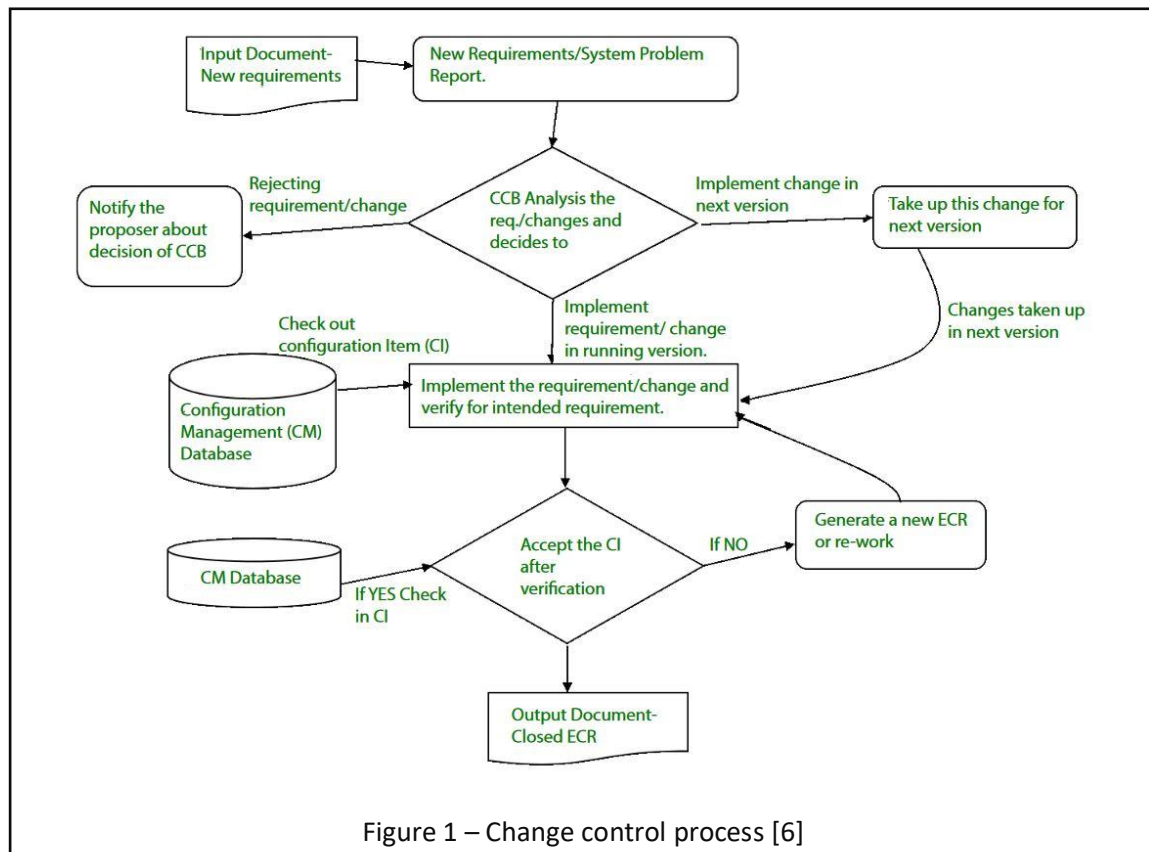 Input Document-
New requirements
New Requirements/System Problem
Report.
Rejecting
requirement/change
CCB Analysis the
req./changes and
decides to
Implement change in
next version
Notify the
proposer about
decision of CCB
Take up this change for
next version
Implement
requirement/ change
in running version.
Changes taken up
in next version
Check out
configuration Item (CI)
Implement the requirement/change and
verify for intended requirement.
Configuration
Management (CM)
Database
Accept the CI
after
verification
If NO
Generate a new ECR
or re-work
CM Database
If YES Check
in CI
Output Document-
Closed ECR
Figure 1 – Change control process [6]